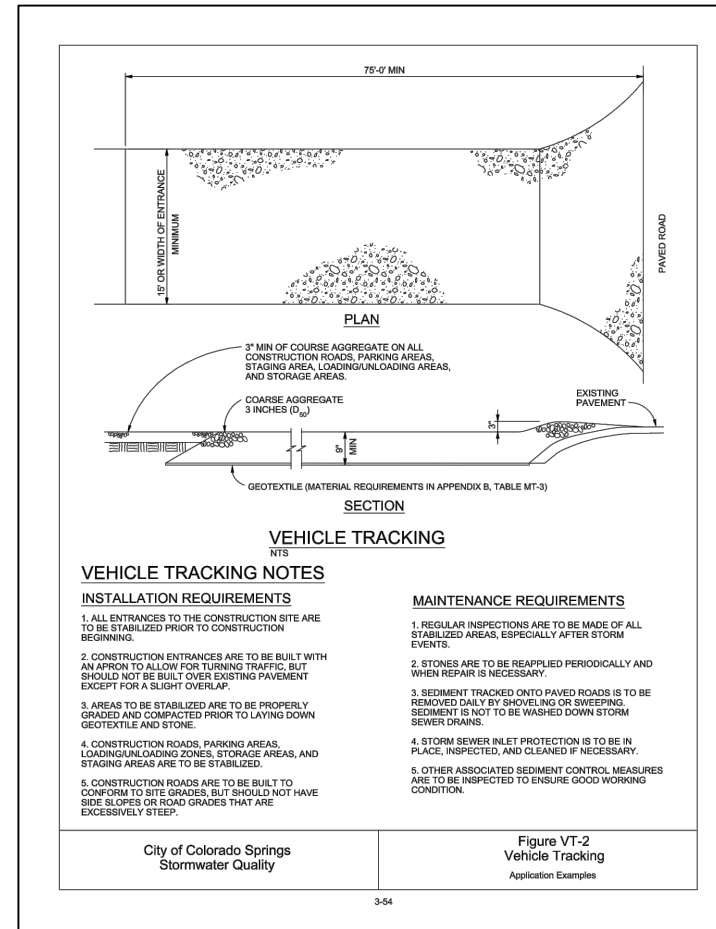 75'-0' MIN
15' OR WIDTH OF ENTRANCE
MINIMUM
PAVED ROAD
PLAN
3" MIN OF COURSE AGGREGATE ON ALL
CONSTRUCTION ROADS, PARKING AREAS,
STAGING AREA, LOADING/UNLOADING AREAS,
AND STORAGE AREAS.
COARSE AGGREGATE
3 INCHES (D50)
EXISTING
PAVEMENT
3"
9"
MIN
GEOTEXTILE (MATERIAL REQUIREMENTS IN APPENDIX B, TABLE MT-3)
SECTION
VEHICLE TRACKING
NTS
VEHICLE TRACKING NOTES
INSTALLATION REQUIREMENTS
1. ALL ENTRANCES TO THE CONSTRUCTION SITE ARE
TO BE STABILIZED PRIOR TO CONSTRUCTION
BEGINNING.
2. CONSTRUCTION ENTRANCES ARE TO BE BUILT WITH
AN APRON TO ALLOW FOR TURNING TRAFFIC, BUT
SHOULD NOT BE BUILT OVER EXISTING PAVEMENT
EXCEPT FOR A SLIGHT OVERLAP.
3. AREAS TO BE STABILIZED ARE TO BE PROPERLY
GRADED AND COMPACTED PRIOR TO LAYING DOWN
GEOTEXTILE AND STONE.
4. CONSTRUCTION ROADS, PARKING AREAS,
LOADING/UNLOADING ZONES, STORAGE AREAS, AND
STAGING AREAS ARE TO BE STABILIZED.
5. CONSTRUCTION ROADS ARE TO BE BUILT TO
CONFORM TO SITE GRADES, BUT SHOULD NOT HAVE
SIDE SLOPES OR ROAD GRADES THAT ARE
EXCESSIVELY STEEP.
MAINTENANCE REQUIREMENTS
1. REGULAR INSPECTIONS ARE TO BE MADE OF ALL
STABILIZED AREAS, ESPECIALLY AFTER STORM
EVENTS.
2. STONES ARE TO BE REAPPLIED PERIODICALLY AND
WHEN REPAIR IS NECESSARY.
3. SEDIMENT TRACKED ONTO PAVED ROADS IS TO BE
REMOVED DAILY BY SHOVELING OR SWEEPING.
SEDIMENT IS NOT TO BE WASHED DOWN STORM
SEWER DRAINS.
4. STORM SEWER INLET PROTECTION IS TO BE IN
PLACE, INSPECTED, AND CLEANED IF NECESSARY.
5. OTHER ASSOCIATED SEDIMENT CONTROL MEASURES
ARE TO BE INSPECTED TO ENSURE GOOD WORKING
CONDITION.
City of Colorado Springs
Stormwater Quality
Figure VT-2
Vehicle Tracking
Application Examples
3-54